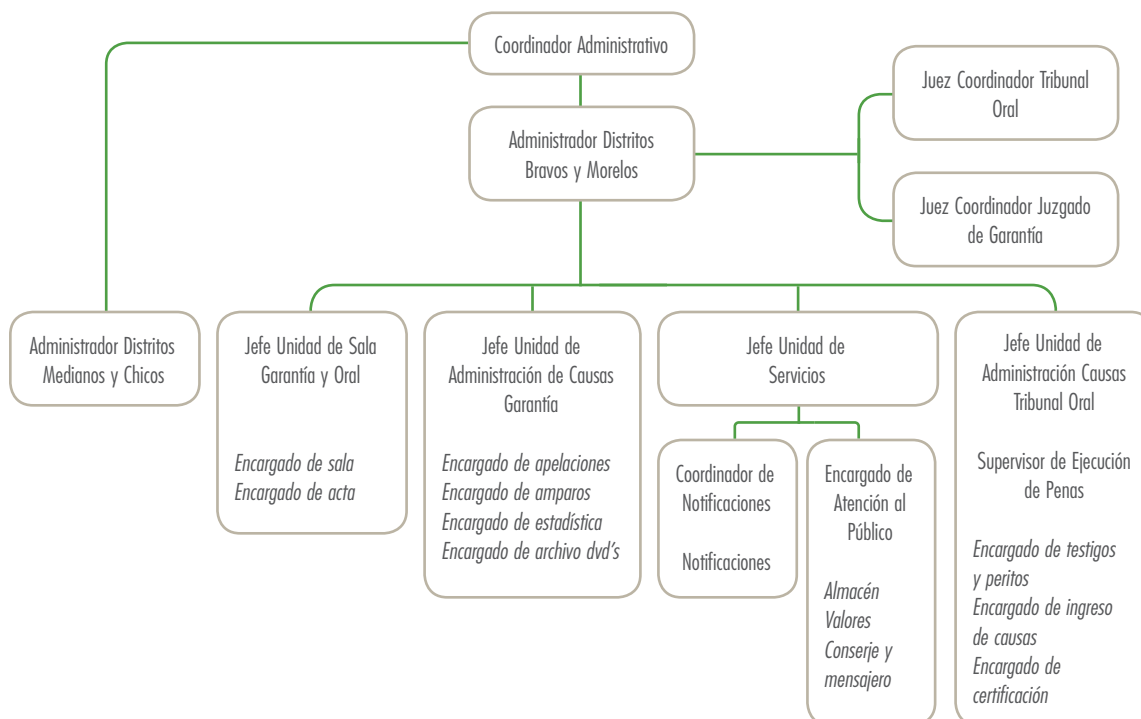 Coordinador Administrativo
Administrador Distritos
Bravos y Morelos
Juez Coordinador Tribunal
Oral
Juez Coordinador Juzgado
de Garantía
Administrador Distritos
Medianos y Chicos
Jefe Unidad de Sala
Garantía y Oral
Encargado de sala
Encargado de acta
Jefe Unidad de
Administración de Causas
Garantía
Encargado de apelaciones
Encargado de amparos
Encargado de estadística
Encargado de archivo dvd’s
Jefe Unidad de
Servicios
Coordinador de
Notificaciones
Notificaciones
Encargado de
Atención al
Público
Almacén
Valores
Conserje y
mensajero
Jefe Unidad de
Administración Causas
Tribunal Oral
Supervisor de Ejecución
de Penas
Encargado de testigos
y peritos
Encargado de ingreso
de causas
Encargado de
certificación